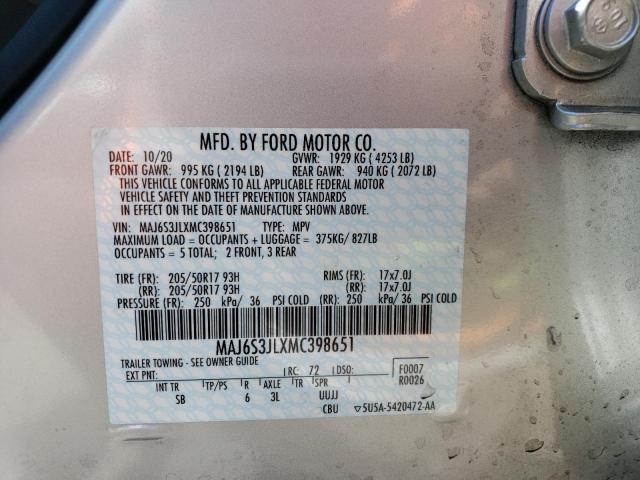 MFD. BY FORD MOTOR CO.
DATE: 10/20 GVWR: 1929 KG ( 4253 LB)
FRONT GAWR: 995 KG ( 2194 LB) REAR GAWR: 940 KG ( 2072 LB)
THIS VEHICLE CONFORMS TO ALL APPLICABLE FEDERAL MOTOR
VEHICLE SAFETY AND THEFT PREVENTION STANDARDS
IN EFFECT ON THE DATE OF MANUFACTURE SHOWN ABOVE.
VIN: MAJ6S3JLXMC398651 TYPE: MPV
MAXIMUM LOAD = OCCUPANTS + LUGGAGE = 375KG/ 827LB
OCCUPANTS = 5 TOTAL; 2 FRONT, 3 REAR
TIRE (FR): 205/50R17 93H RIMS (FR): 17x7.0J
(RR): 205/50R17 93H (RR): 17x7.0J
PRESSURE (FR): 250 kPa/ 36 PSI COLD (RR): 250 kPa/36 PSI COLD
MAJ6S3JLXMC398651
TRAILER TOWING - SEE OWNER GUIDE
EXT PNT: RC: 72 DSO: F0007
R0026
INT TR TP/PS R AXLE TR SPR
SB 6 3L UUJJ
CBU 5U5A-5420472-AA